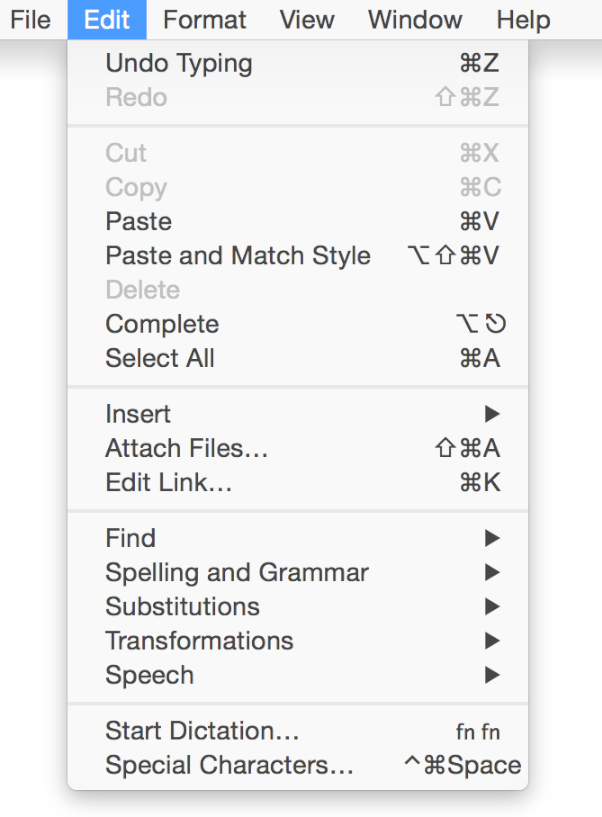 File Edit Format View Window Help
Undo Typing ⌘Z
Redo ⇧⌘Z
Cut ⌘X
Copy ⌘C
Paste ⌘V
Paste and Match Style ⌥⇧⌘V
Delete
Complete ⌥⎋
Select All ⌘A
Insert ▶
Attach Files… ⇧⌘A
Edit Link… ⌘K
Find ▶
Spelling and Grammar ▶
Substitutions ▶
Transformations ▶
Speech ▶
Start Dictation… fn fn
Special Characters… ^⌘Space